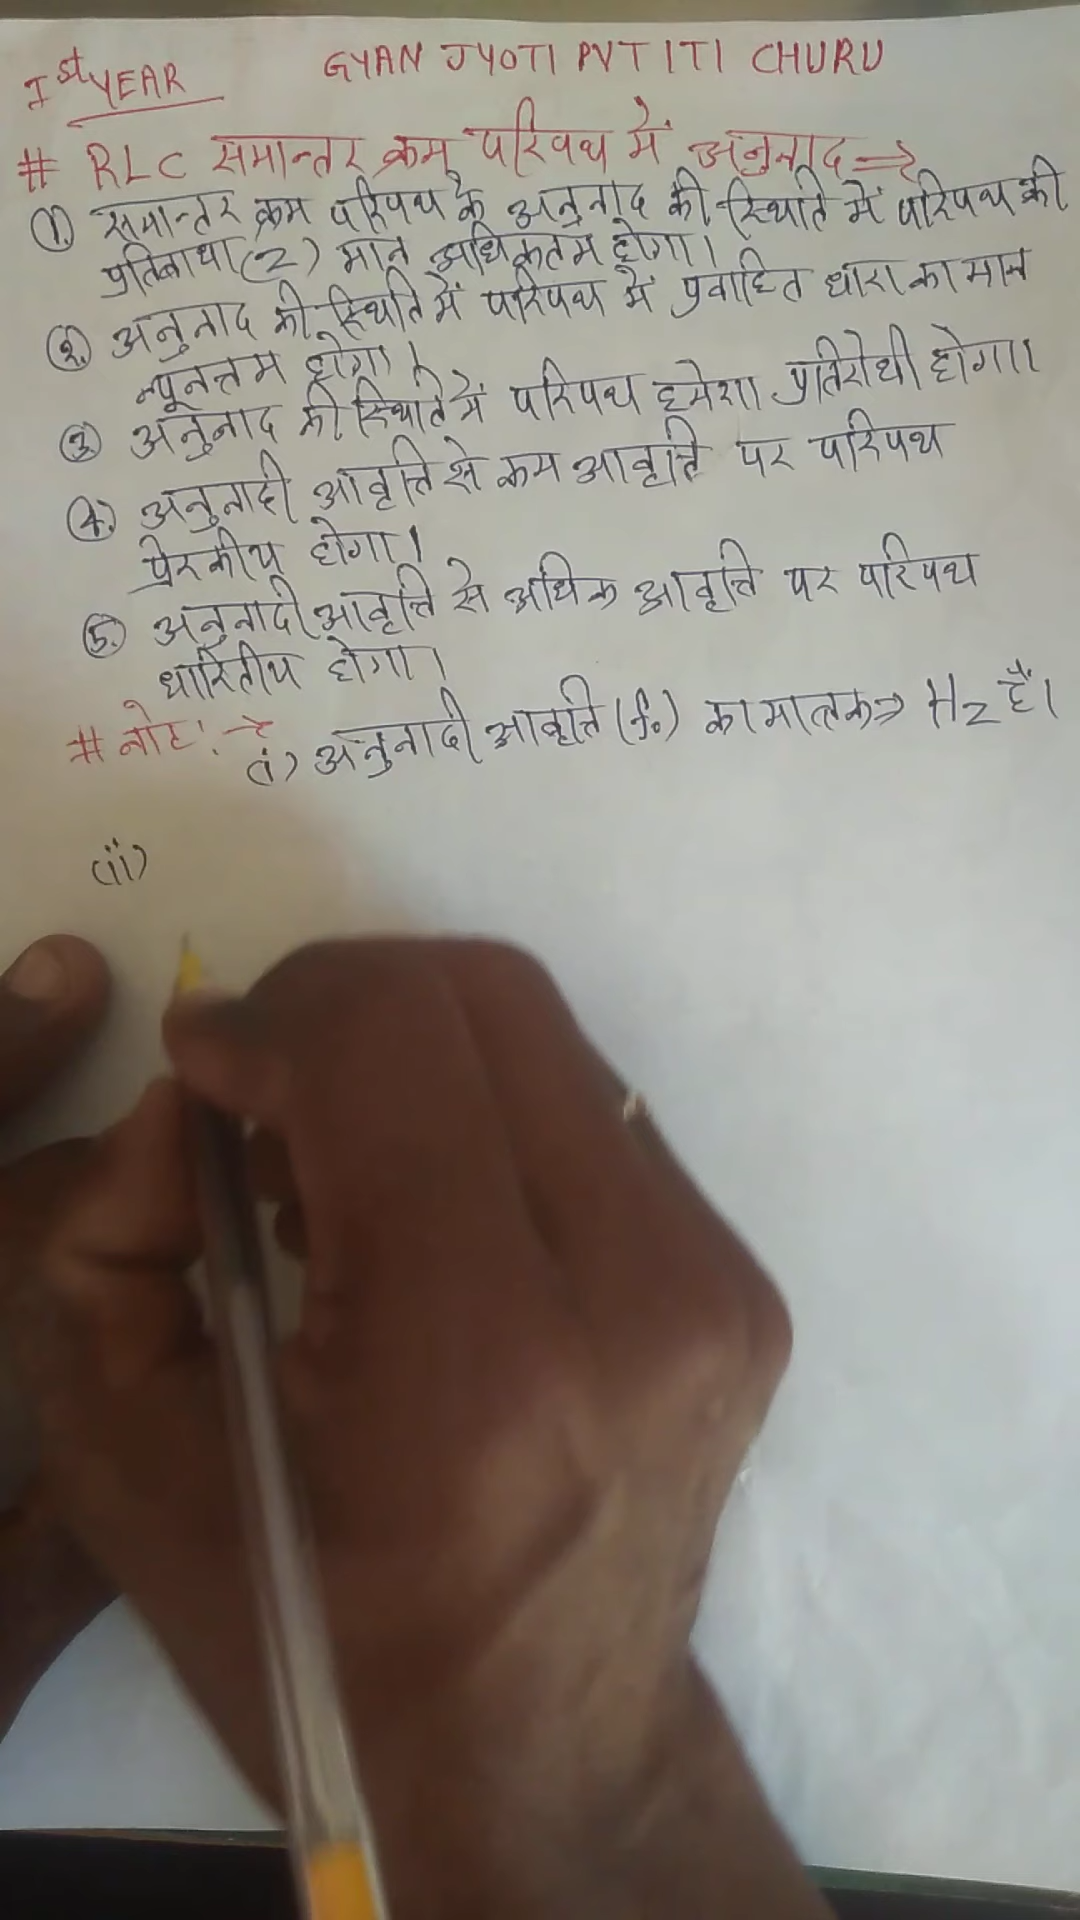 Ist YEAR GYAN JYOTI PVT ITI CHURU
# RLC समान्तर क्रम परिपथ में अनुनाद ⇒
①. समान्तर क्रम परिपथ के अनुनाद की स्थिति में परिपथ की
प्रतिबाधा (Z) मान अधिकतम होगा।
②. अनुनाद की स्थिति में परिपथ में प्रवाहित धारा का मान
न्यूनत्तम होगा।
③. अनुनाद की स्थिति में परिपथ हमेशा प्रतिरोधी होगा।
④. अनुनादी आवृत्ति से कम आवृत्ति पर परिपथ
प्रेरकीय होगा।
⑤. अनुनादी आवृत्ति से अधिक आवृत्ति पर परिपथ
धारितीय होगा।
# नोट :→ (i) अनुनादी आवृत्ति (f₀) का मात्रक ⇒ Hz है।
(ii)